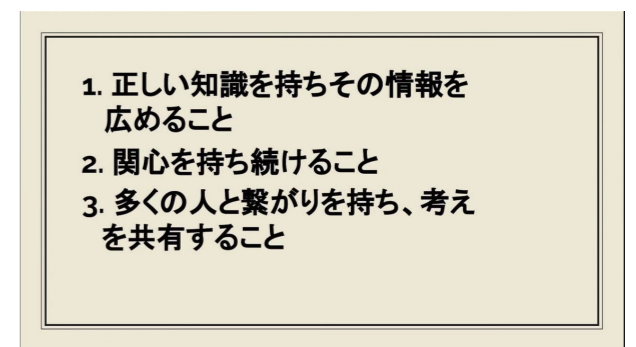 1. 正しい知識を持ちその情報を
広めること
2. 関心を持ち続けること
3. 多くの人と繋がりを持ち、考え
を共有すること